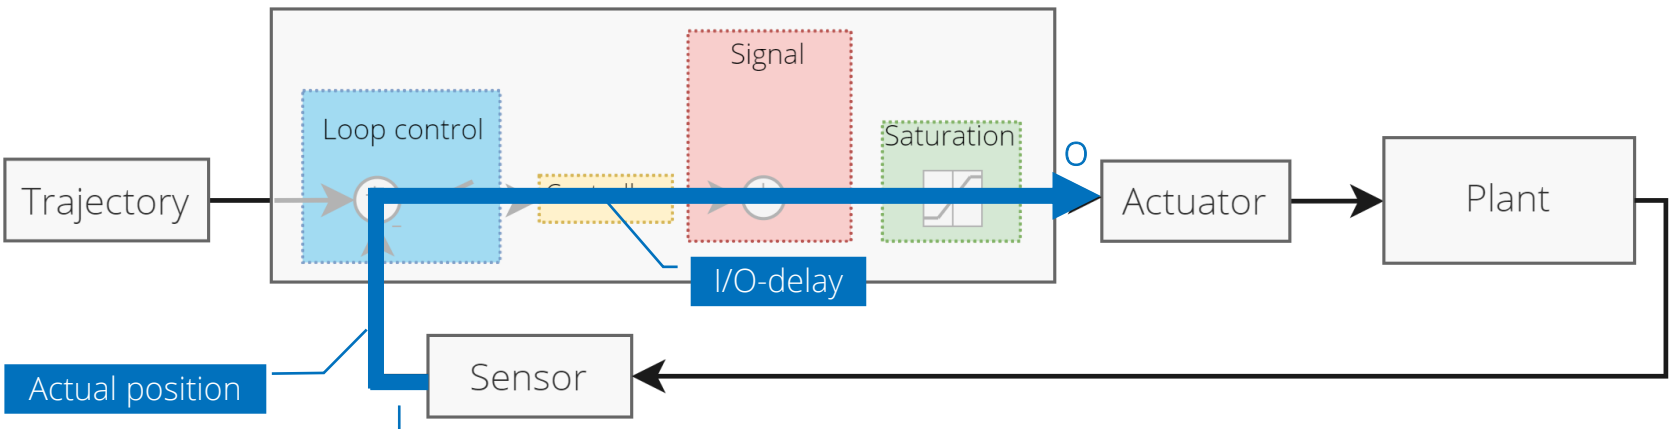 Signal
Loop control
Saturation
O
Trajectory
Actuator
Plant
I/O-delay
Sensor
Actual position